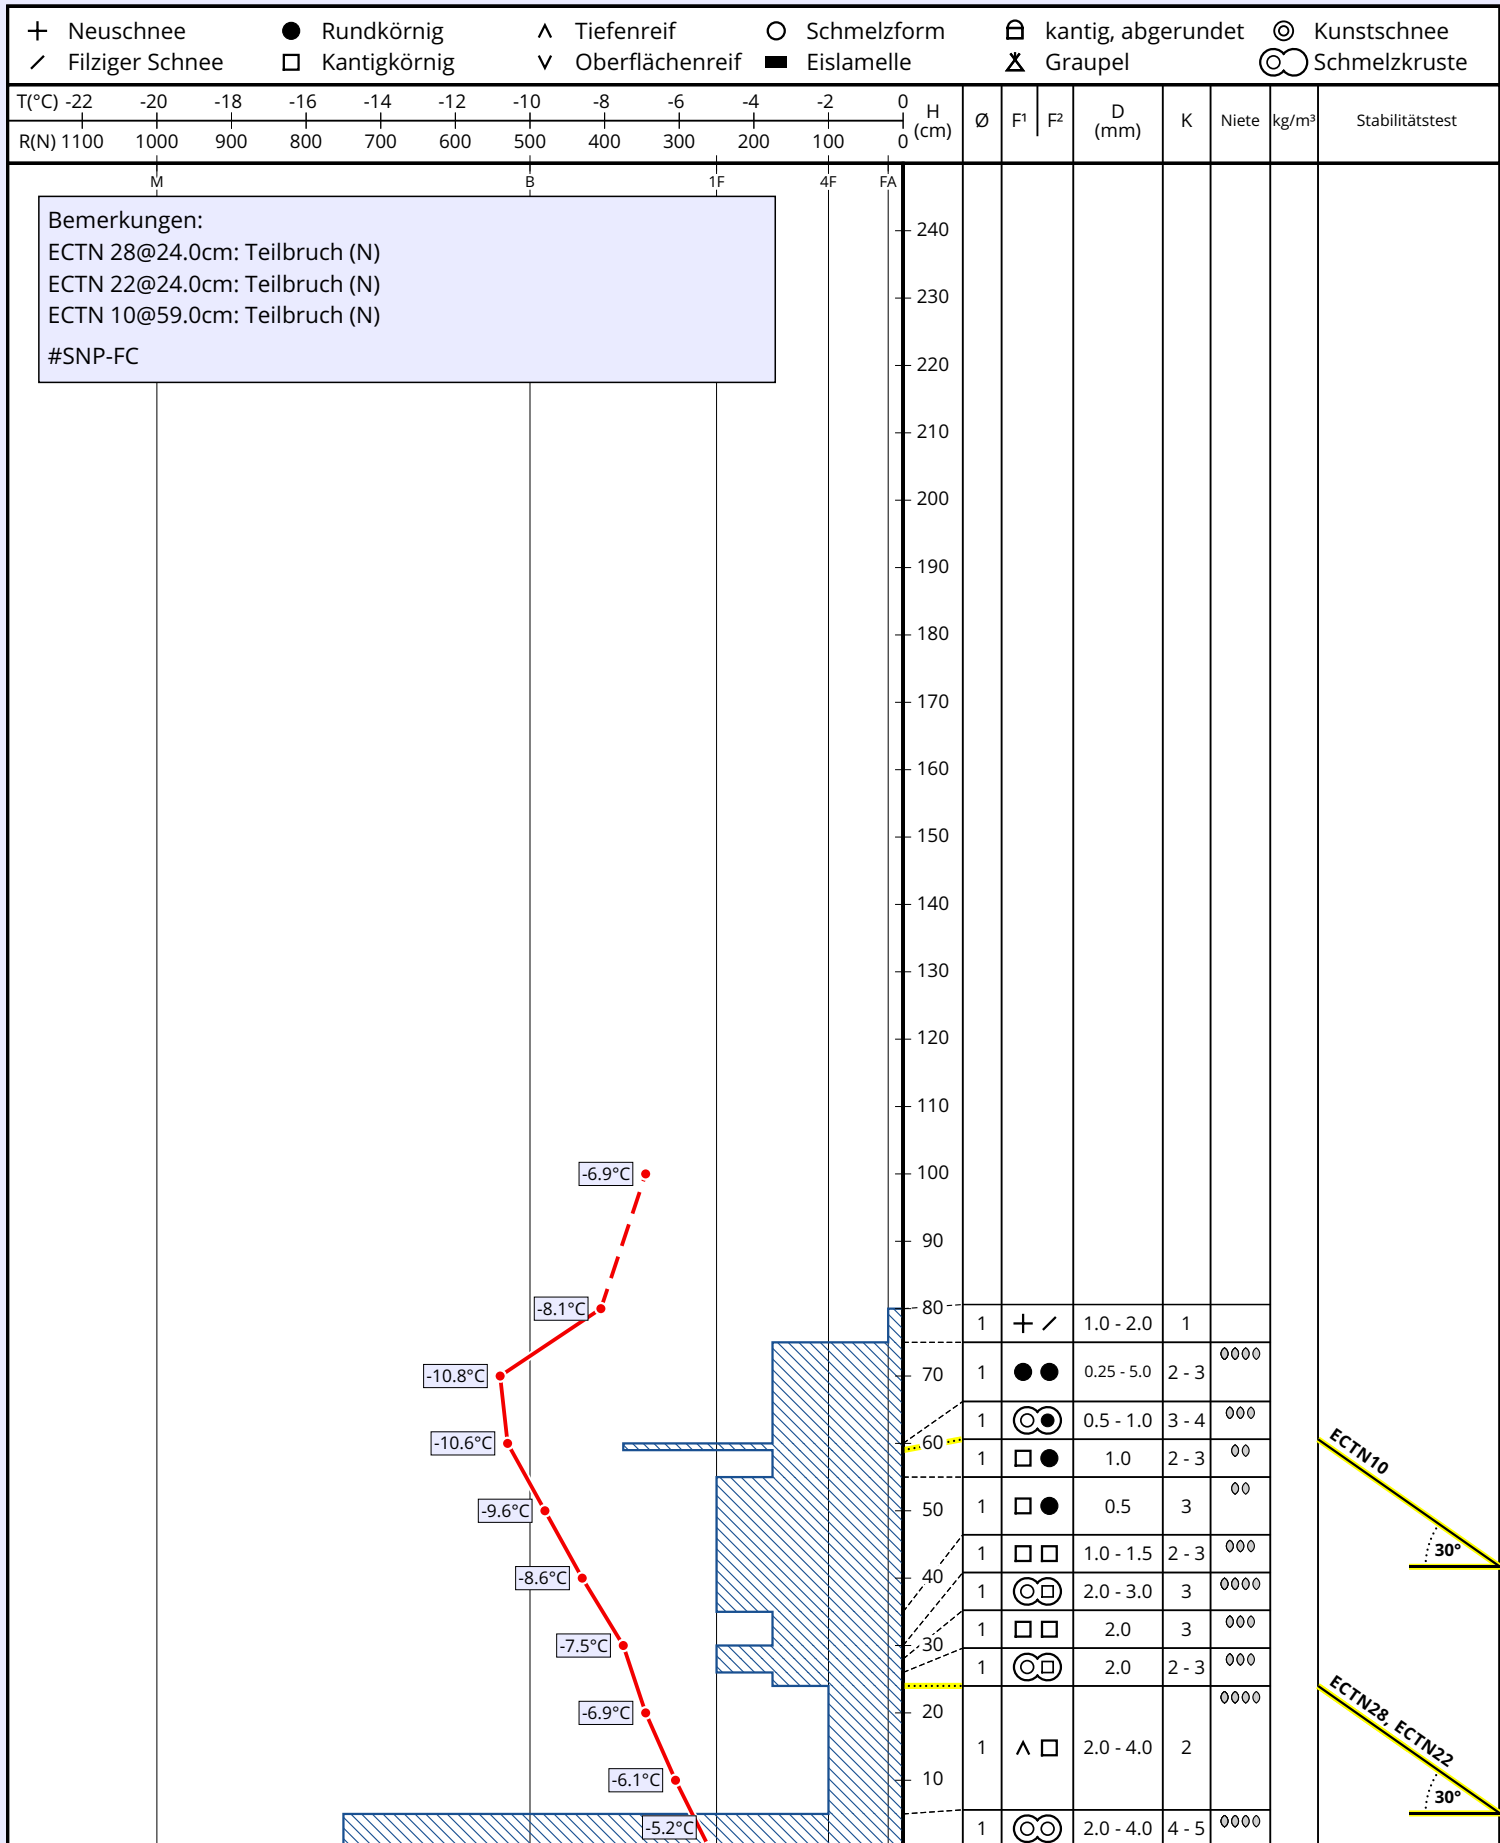 Neuschnee Rundkörnig Tiefenreif Schmelzform kantig, abgerundet Kunstschnee
Filziger Schnee Kantigkörnig Oberflächenreif Eislamelle Graupel Schmelzkruste
T(°C) -22 -20 -18 -16 -14 -12 -10 -8 -6 -4 -2 0
R(N) 1100 1000 900 800 700 600 500 400 300 200 100 0
H (cm) Ø F¹ F² D (mm) K Niete kg/m³ Stabilitätstest
M B 1F 4F FA
Bemerkungen:
ECTN 28@24.0cm: Teilbruch (N)
ECTN 22@24.0cm: Teilbruch (N)
ECTN 10@59.0cm: Teilbruch (N)
#SNP-FC
240
230
220
210
200
190
180
170
160
150
140
130
120
110
-6.9°C 100
90
-8.1°C 80
1 1.0 - 2.0 1
-10.8°C 70 1 0.25 - 5.0 2 - 3
1 0.5 - 1.0 3 - 4
-10.6°C 60 ECTN10
1 1.0 2 - 3
-9.6°C 50 1 0.5 3
30°
1 1.0 - 1.5 2 - 3
-8.6°C 40 1 2.0 - 3.0 3
1 2.0 3
-7.5°C 30
1 2.0 2 - 3
-6.9°C 20 ECTN28, ECTN22
1 2.0 - 4.0 2
-6.1°C 10
30°
-5.2°C 1 2.0 - 4.0 4 - 5